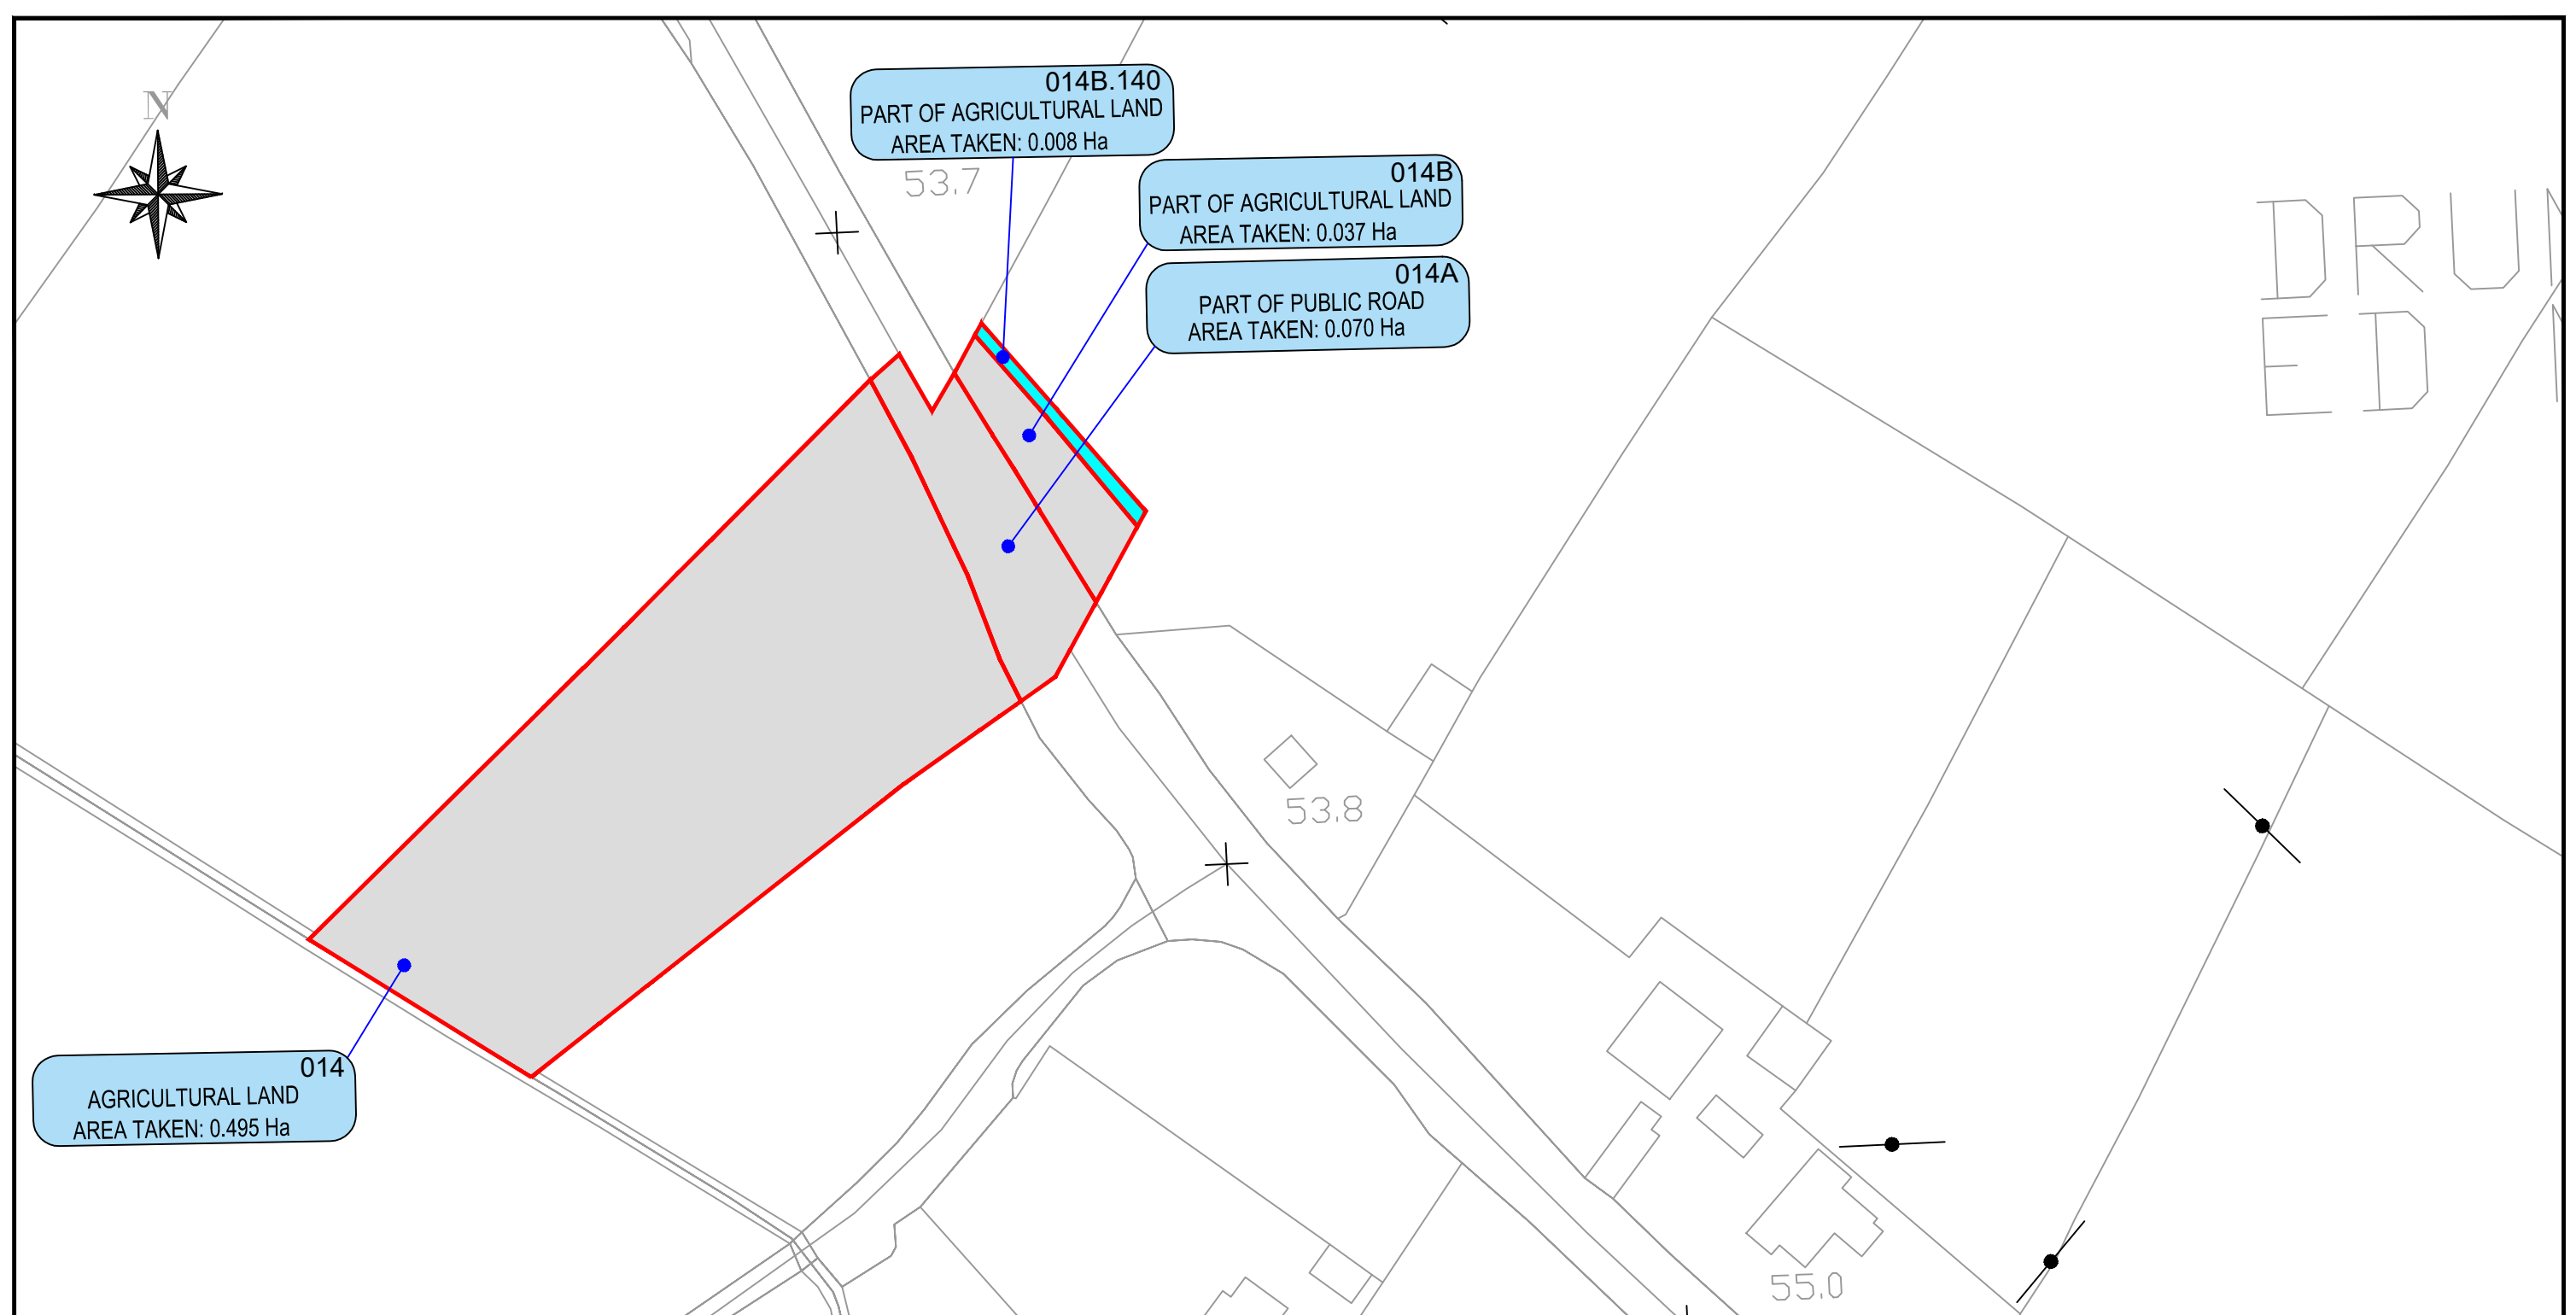 N
014B.140
PART OF AGRICULTURAL LAND
AREA TAKEN: 0.008 Ha
53.7
014B
PART OF AGRICULTURAL LAND
AREA TAKEN: 0.037 Ha
014A
PART OF PUBLIC ROAD
AREA TAKEN: 0.070 Ha
DRU
ED
53.8
014
AGRICULTURAL LAND
AREA TAKEN: 0.495 Ha
55.0